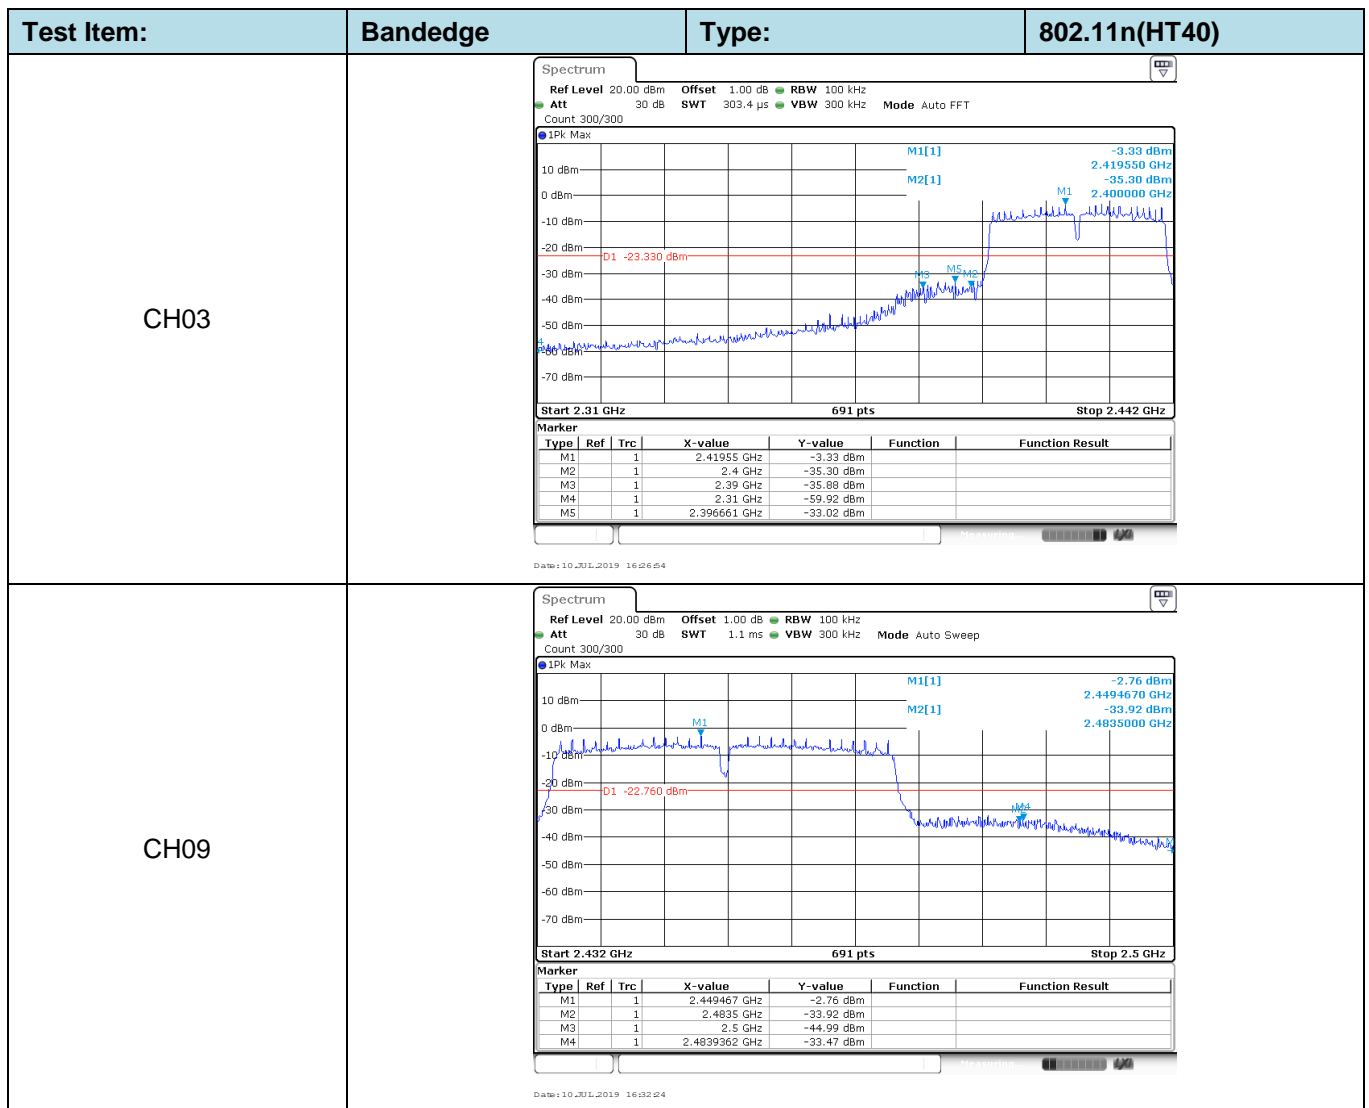 Test Item: Bandedge Type: 802.11n(HT40)
CH03
Spectrum
Ref Level 20.00 dBm Offset 1.00 dB RBW 100 kHz
Att 30 dB SWT 303.4 µs VBW 300 kHz Mode Auto FFT
Count 300/300
1Pk Max
M1[1] -3.33 dBm
2.419550 GHz
M2[1] -35.30 dBm
2.400000 GHz
M1
10 dBm
0 dBm
-10 dBm
-20 dBm
D1 -23.330 dBm
-30 dBm
M3 M5 M2
-40 dBm
-50 dBm
-60 dBm
-70 dBm
Start 2.31 GHz 691 pts Stop 2.442 GHz
Marker
Type Ref Trc X-value Y-value Function Function Result
M1 1 2.41955 GHz -3.33 dBm
M2 1 2.4 GHz -35.30 dBm
M3 1 2.39 GHz -35.88 dBm
M4 1 2.31 GHz -59.92 dBm
M5 1 2.396661 GHz -33.02 dBm
Measuring...
Date: 10.JUL.2019 16:26:54
CH09
Spectrum
Ref Level 20.00 dBm Offset 1.00 dB RBW 100 kHz
Att 30 dB SWT 1.1 ms VBW 300 kHz Mode Auto Sweep
Count 300/300
1Pk Max
M1[1] -2.76 dBm
2.4494670 GHz
M2[1] -33.92 dBm
2.4835000 GHz
10 dBm
M1
0 dBm
-10 dBm
-20 dBm
D1 -22.760 dBm
-30 dBm
M4
-40 dBm
-50 dBm
-60 dBm
-70 dBm
Start 2.432 GHz 691 pts Stop 2.5 GHz
Marker
Type Ref Trc X-value Y-value Function Function Result
M1 1 2.449467 GHz -2.76 dBm
M2 1 2.4835 GHz -33.92 dBm
M3 1 2.5 GHz -44.99 dBm
M4 1 2.4839362 GHz -33.47 dBm
Measuring...
Date: 10.JUL.2019 16:32:24